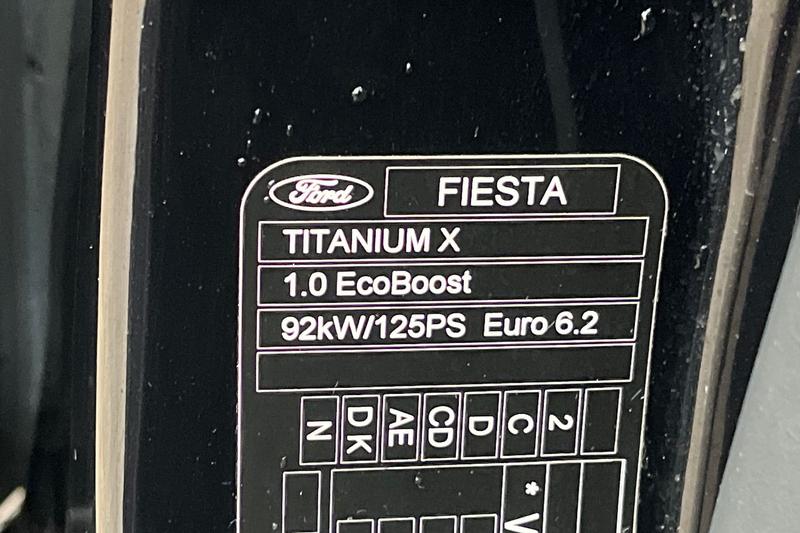 Ford FIESTA
TITANIUM X
1.0 EcoBoost
92kW/125PS Euro 6.2
N DK AE CD D C 2
* V